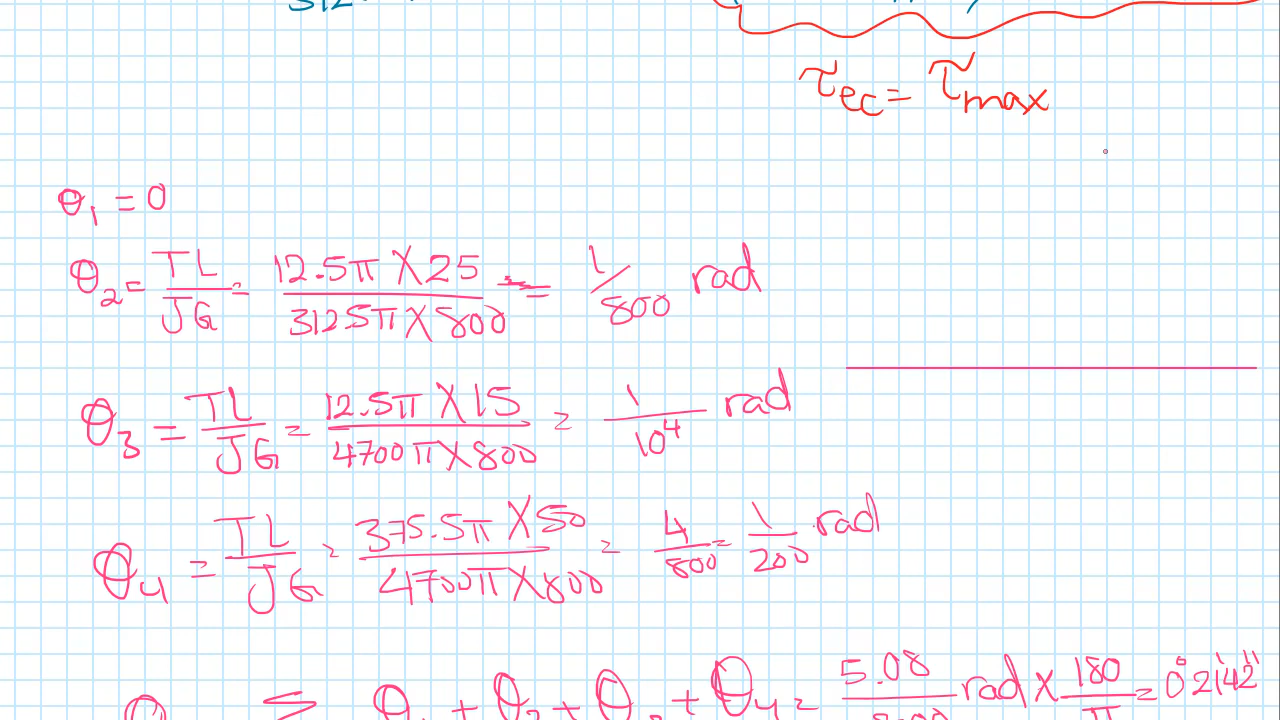 τec = τmax
θ1 = 0
θ2 = TL/JG = 12.5π × 25 / 312.5π × 800 = 1/800 rad
θ3 = TL/JG = 12.5π × 15 / 4700π × 800 = 1/10^4 rad
θ4 = TL/JG = 375.5π × 50 / 4700π × 800 = 4/800 = 1/200 rad
θ1 + θ2 + θ3 + θ4 = 5.08 rad × 180/π = 0° 21' 42"